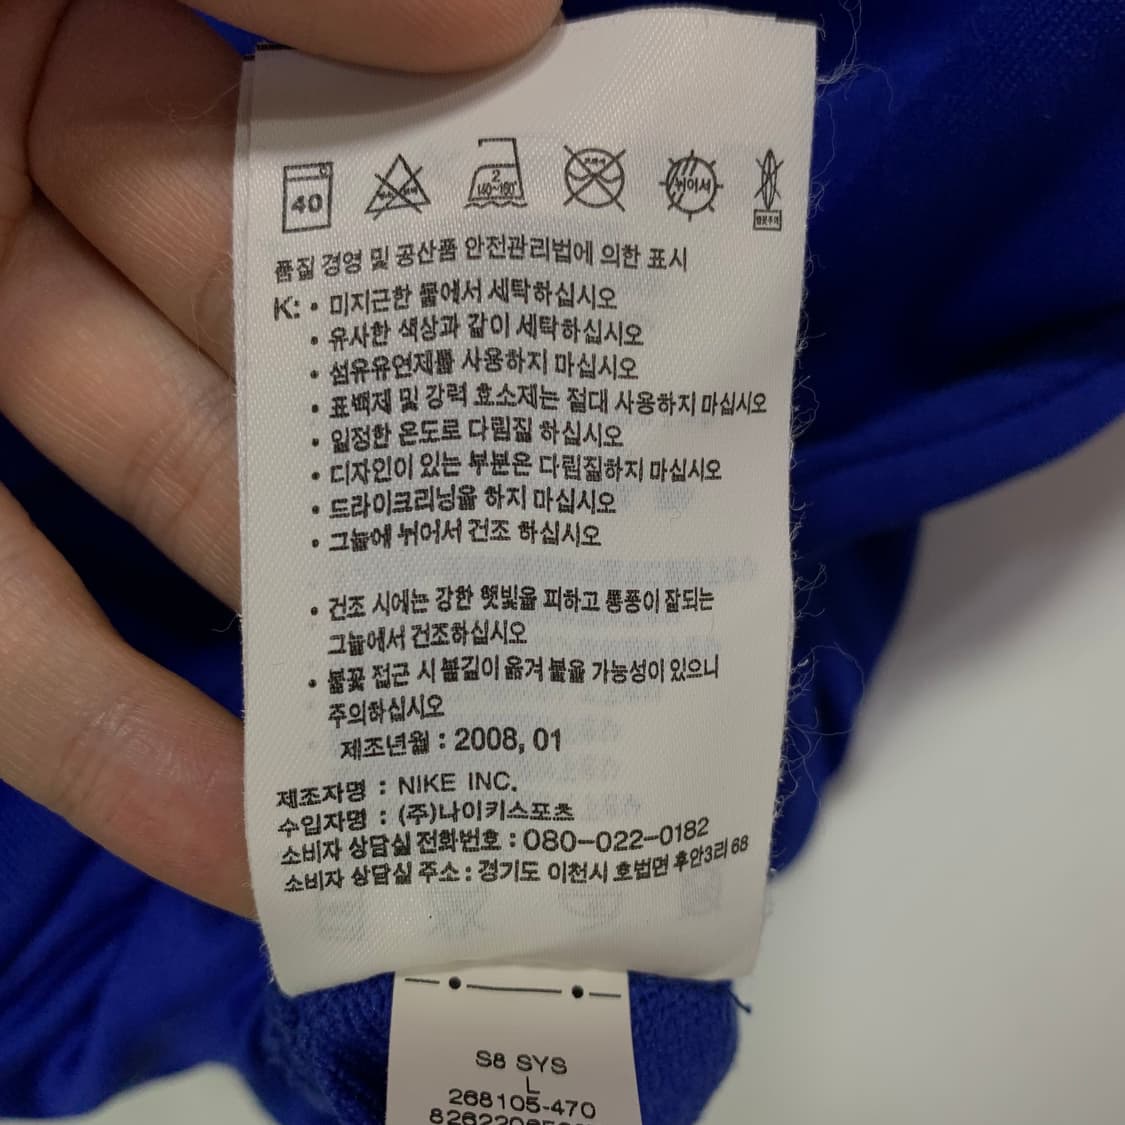 40
2
140~160°
뉘어서
품질 경영 및 공산품 안전관리법에 의한 표시
K: • 미지근한 물에서 세탁하십시오
• 유사한 색상과 같이 세탁하십시오
• 섬유유연제를 사용하지 마십시오
• 표백제 및 강력 효소제는 절대 사용하지 마십시오
• 일정한 온도로 다림질 하십시오
• 디자인이 있는 부분은 다림질하지 마십시오
• 드라이크리닝을 하지 마십시오
• 그늘에 뉘어서 건조 하십시오
• 건조 시에는 강한 햇빛을 피하고 통풍이 잘되는
그늘에서 건조하십시오
• 불꽃 접근 시 불길이 옮겨 붙을 가능성이 있으니
주의하십시오
제조년월 : 2008, 01
제조자명 : NIKE INC.
수입자명 : (주)나이키스포츠
소비자 상담실 전화번호 : 080-022-0182
소비자 상담실 주소 : 경기도 이천시 호법면 후안3리 68
S8 SYS
L
268105-470